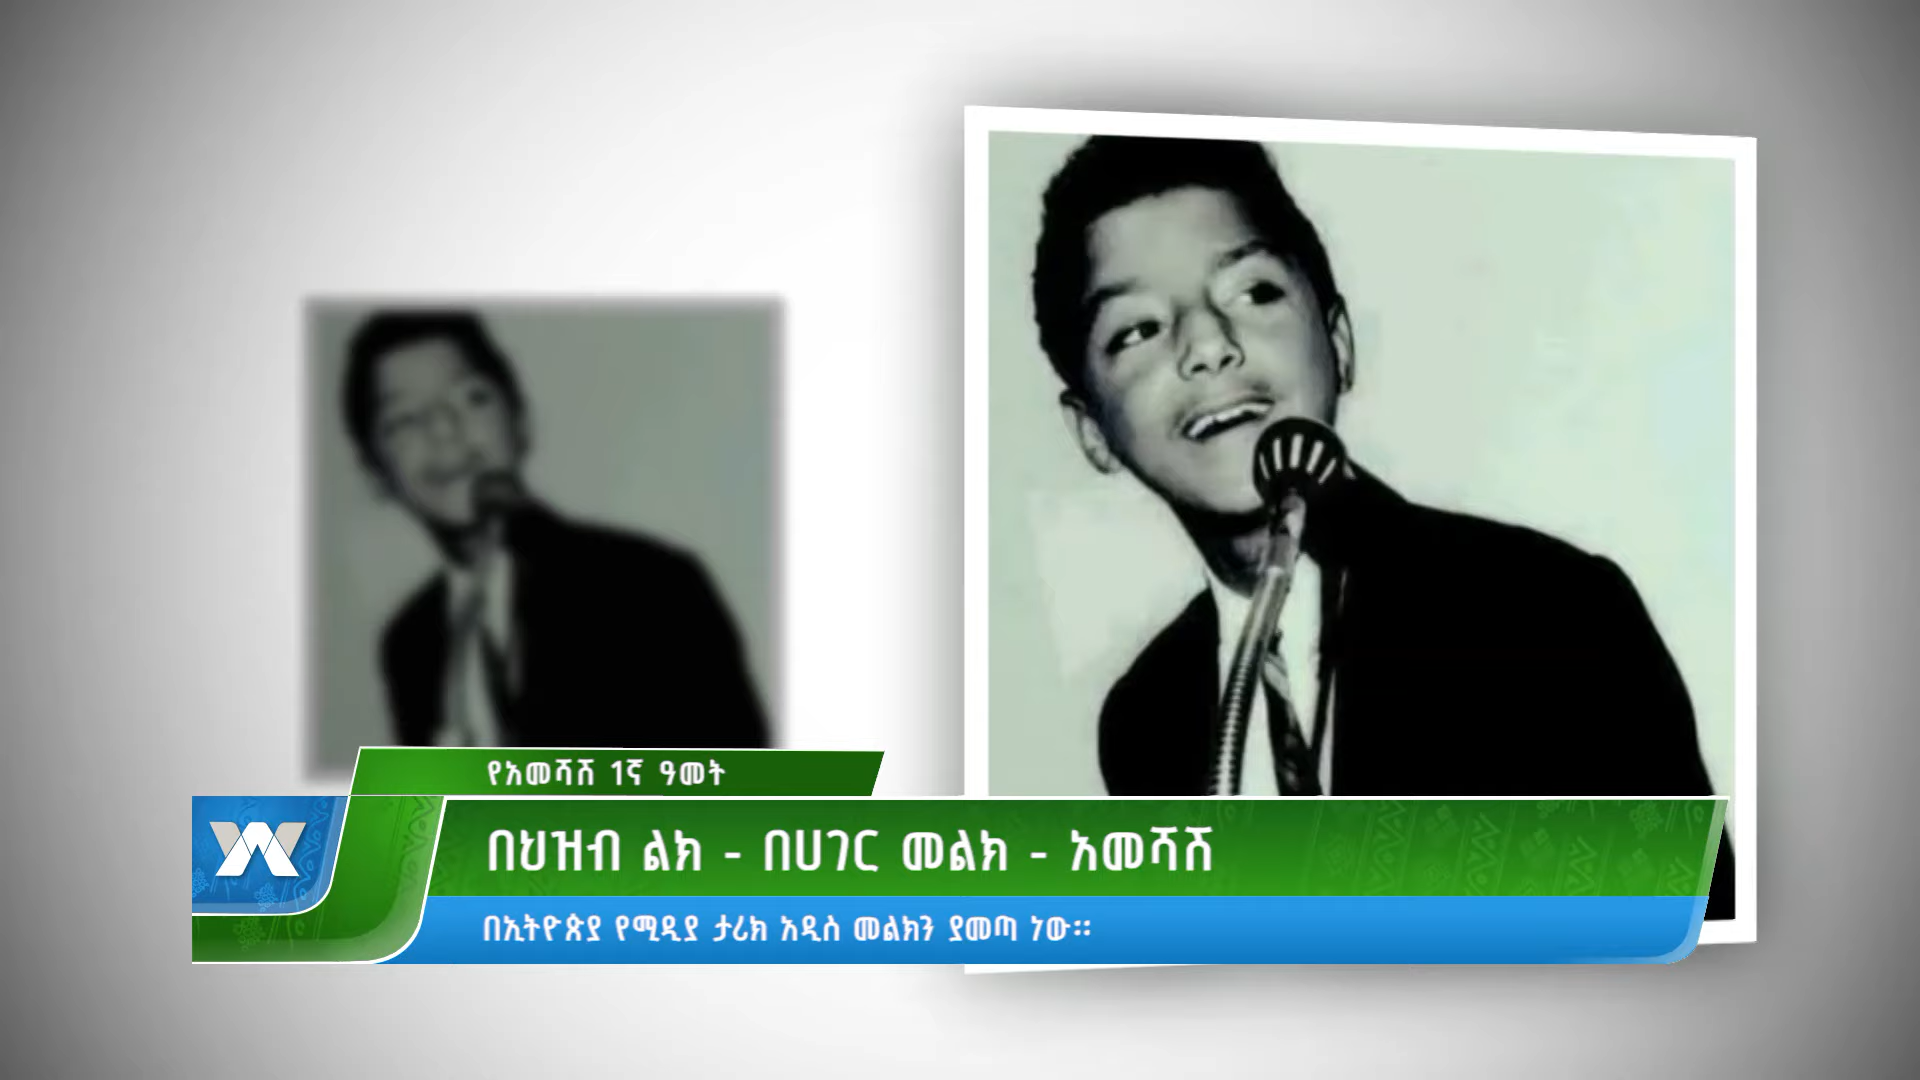 የአመሻሽ 1ኛ ዓመት
በህዝብ ልክ - በሀገር መልክ - አመሻሽ
በኢትዮጵያ የሚዲያ ታሪክ አዲስ መልክን ያመጣ ነው።